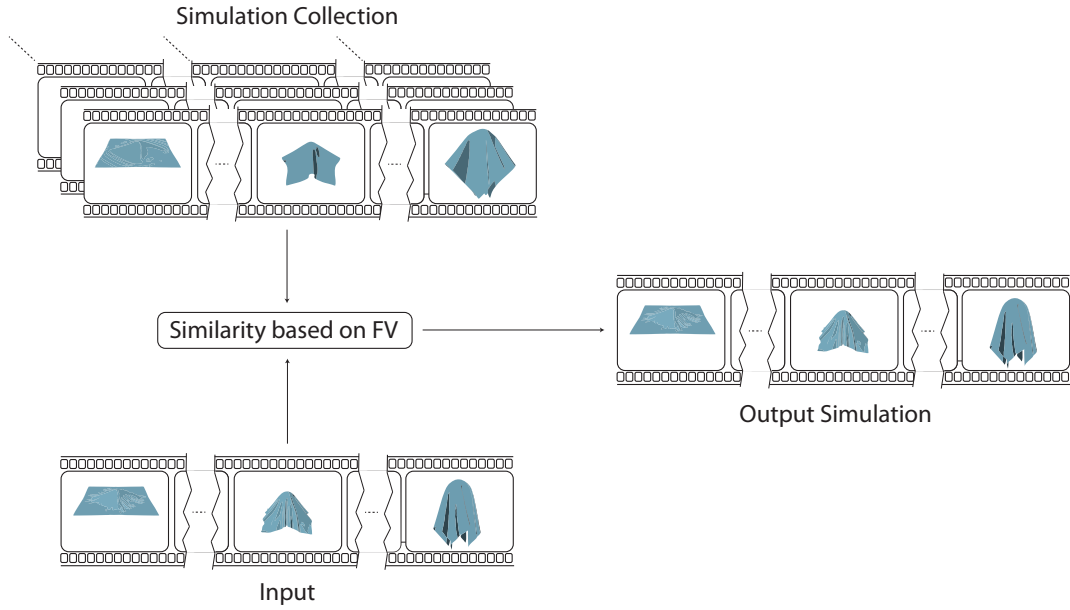 Simulation Collection
Similarity based on FV
Output Simulation
Input